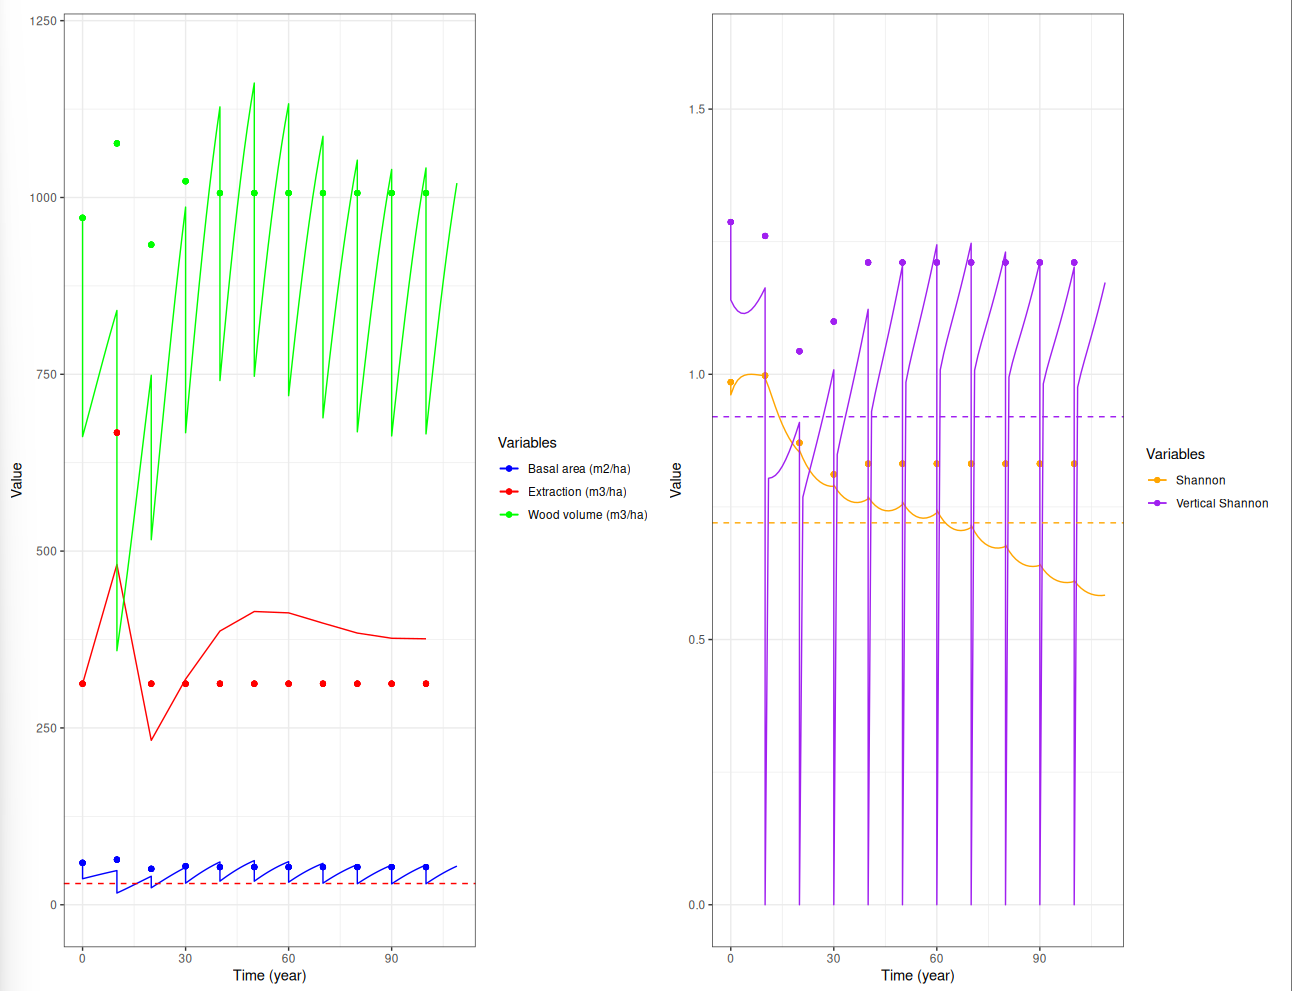 1250
1000
750
500
250
0
Value
0
30
60
90
Time (year)
Variables
Basal area (m2/ha)
Extraction (m3/ha)
Wood volume (m3/ha)
1.5
1.0
0.5
0.0
Value
0
30
60
90
Time (year)
Variables
Shannon
Vertical Shannon